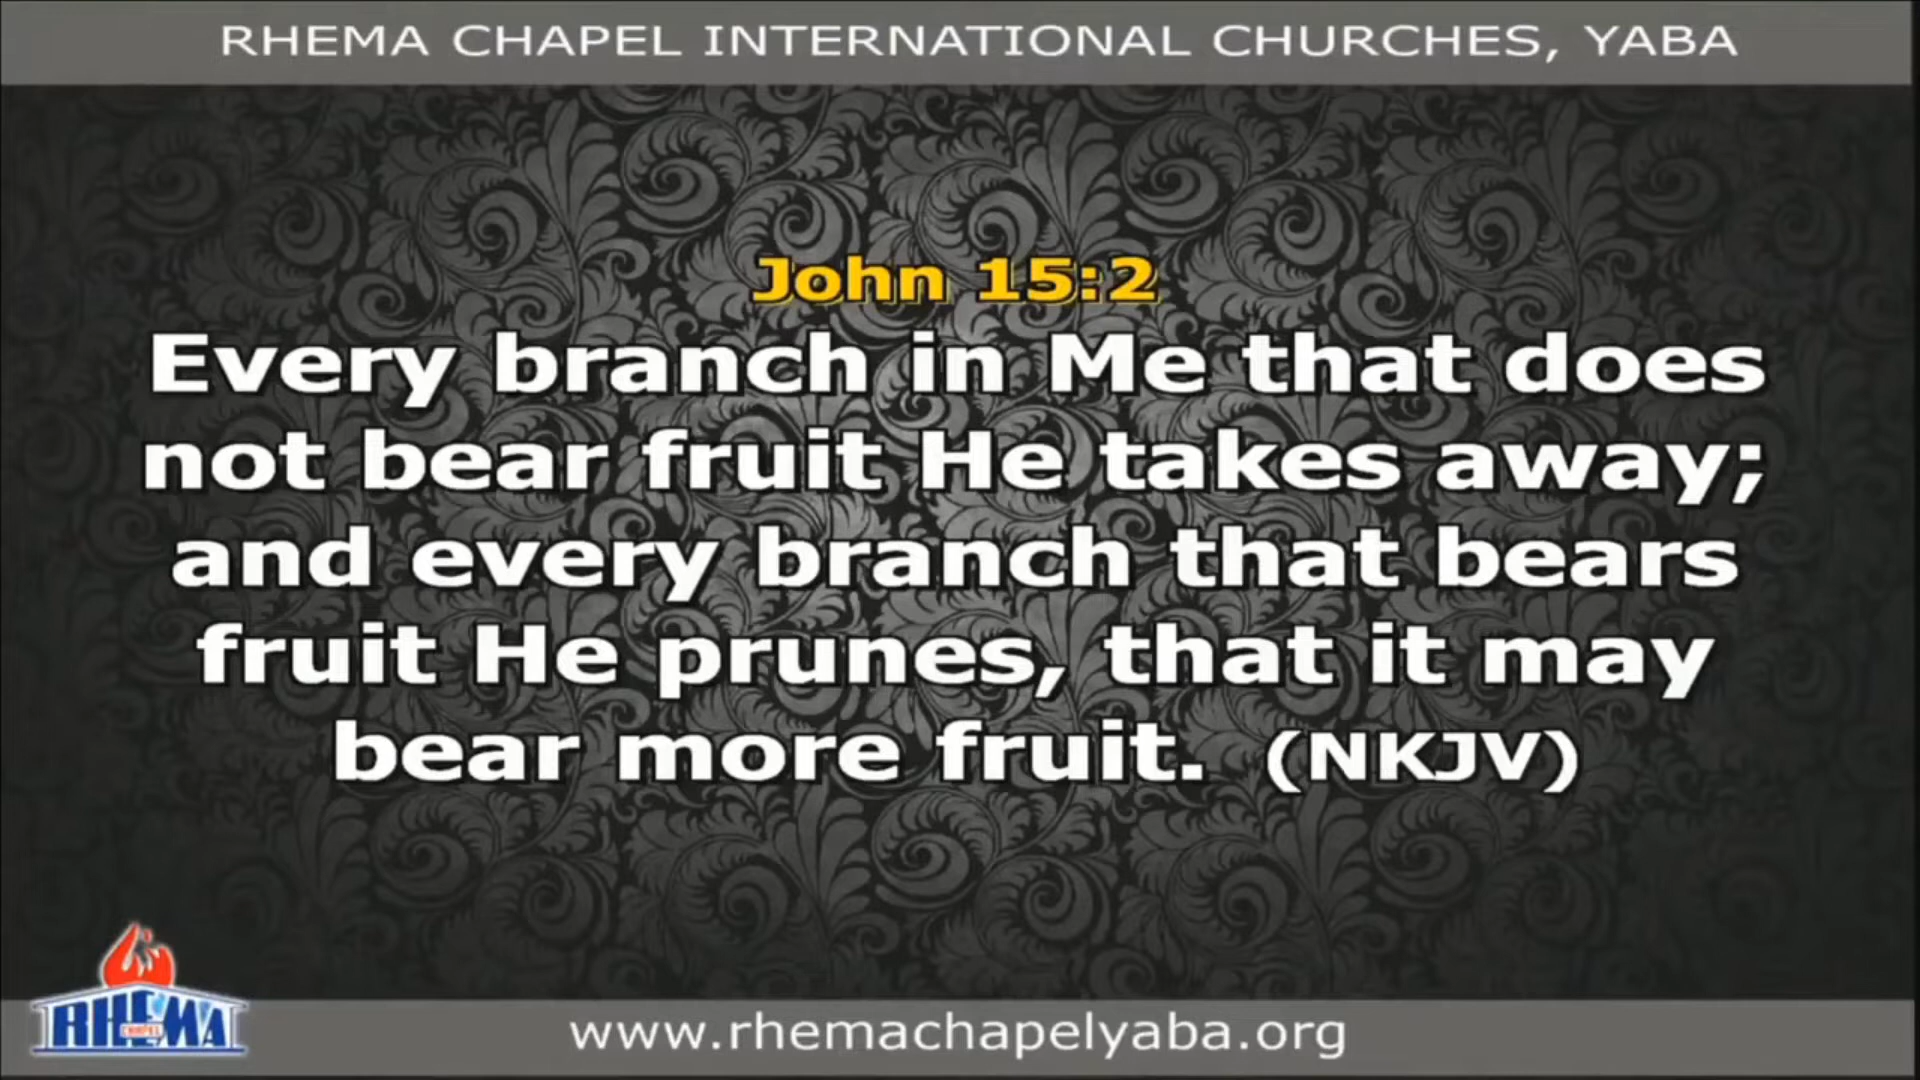 RHEMA CHAPEL INTERNATIONAL CHURCHES, YABA
John 15:2
Every branch in Me that does
not bear fruit He takes away;
and every branch that bears
fruit He prunes, that it may
bear more fruit. (NKJV)
RHEMA
CHAPEL
www.rhemachapelyaba.org